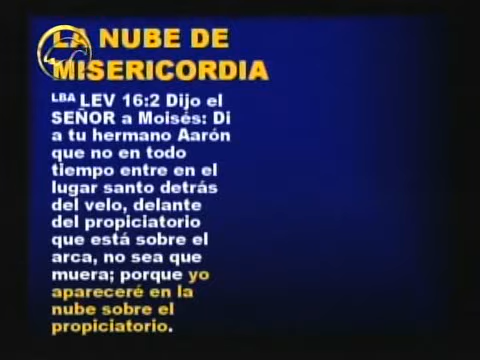 LA NUBE DE
MISERICORDIA
LBA LEV 16:2 Dijo el
SEÑOR a Moisés: Di
a tu hermano Aarón
que no en todo
tiempo entre en el
lugar santo detrás
del velo, delante
del propiciatorio
que está sobre el
arca, no sea que
muera; porque yo
apareceré en la
nube sobre el
propiciatorio.